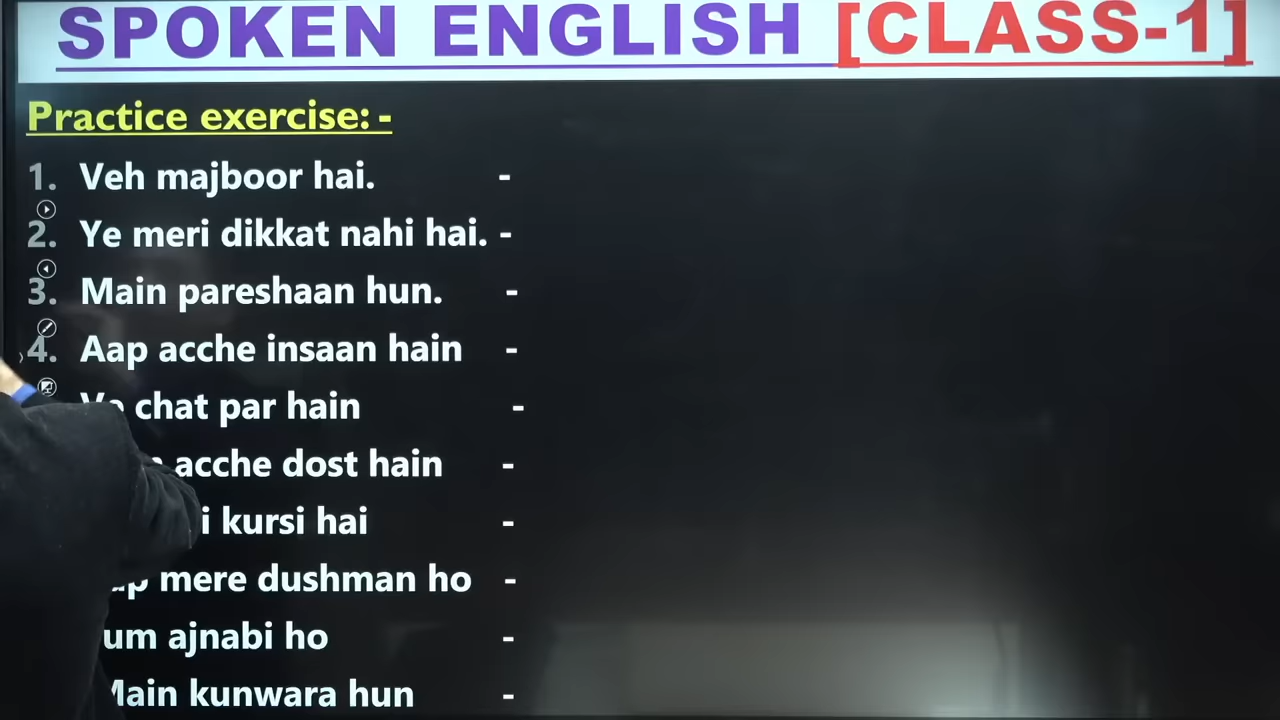 SPOKEN ENGLISH [CLASS-1]
Practice exercise: -
1. Veh majboor hai. -
2. Ye meri dikkat nahi hai. -
3. Main pareshaan hun. -
4. Aap acche insaan hain -
chat par hain -
acche dost hain -
kursi hai -
mere dushman ho -
ajnabi ho -
Main kunwara hun -